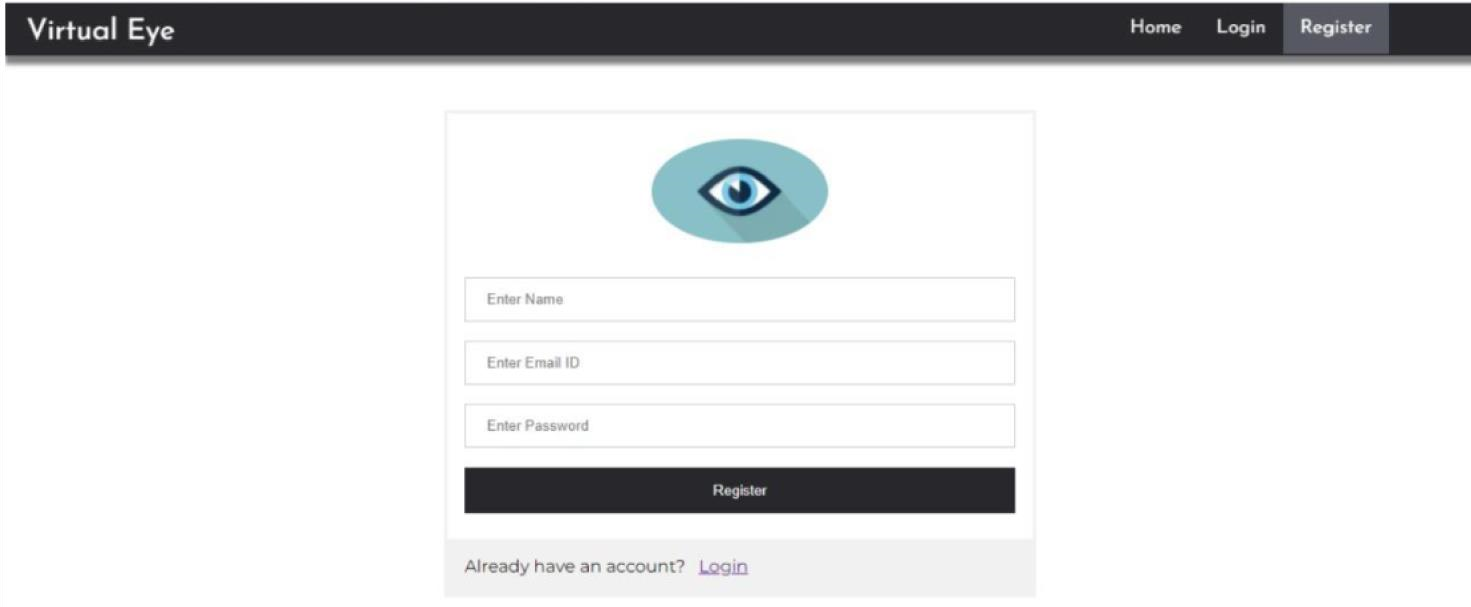 Virtual Eye
Home Login Register
Enter Name
Enter Email ID
Enter Password
Register
Already have an account? Login